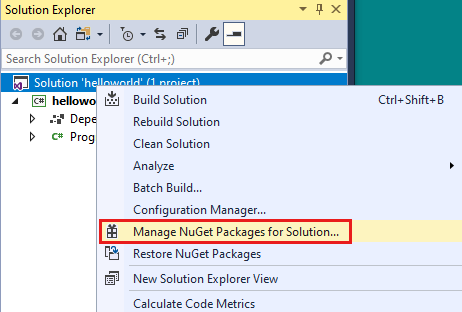 Solution Explorer
Search Solution Explorer (Ctrl+;)
Solution 'helloworld' (1 project)
C# hellowo
Depe
C# Prog
Build Solution Ctrl+Shift+B
Rebuild Solution
Clean Solution
Analyze
Batch Build...
Configuration Manager...
Manage NuGet Packages for Solution...
Restore NuGet Packages
New Solution Explorer View
Calculate Code Metrics